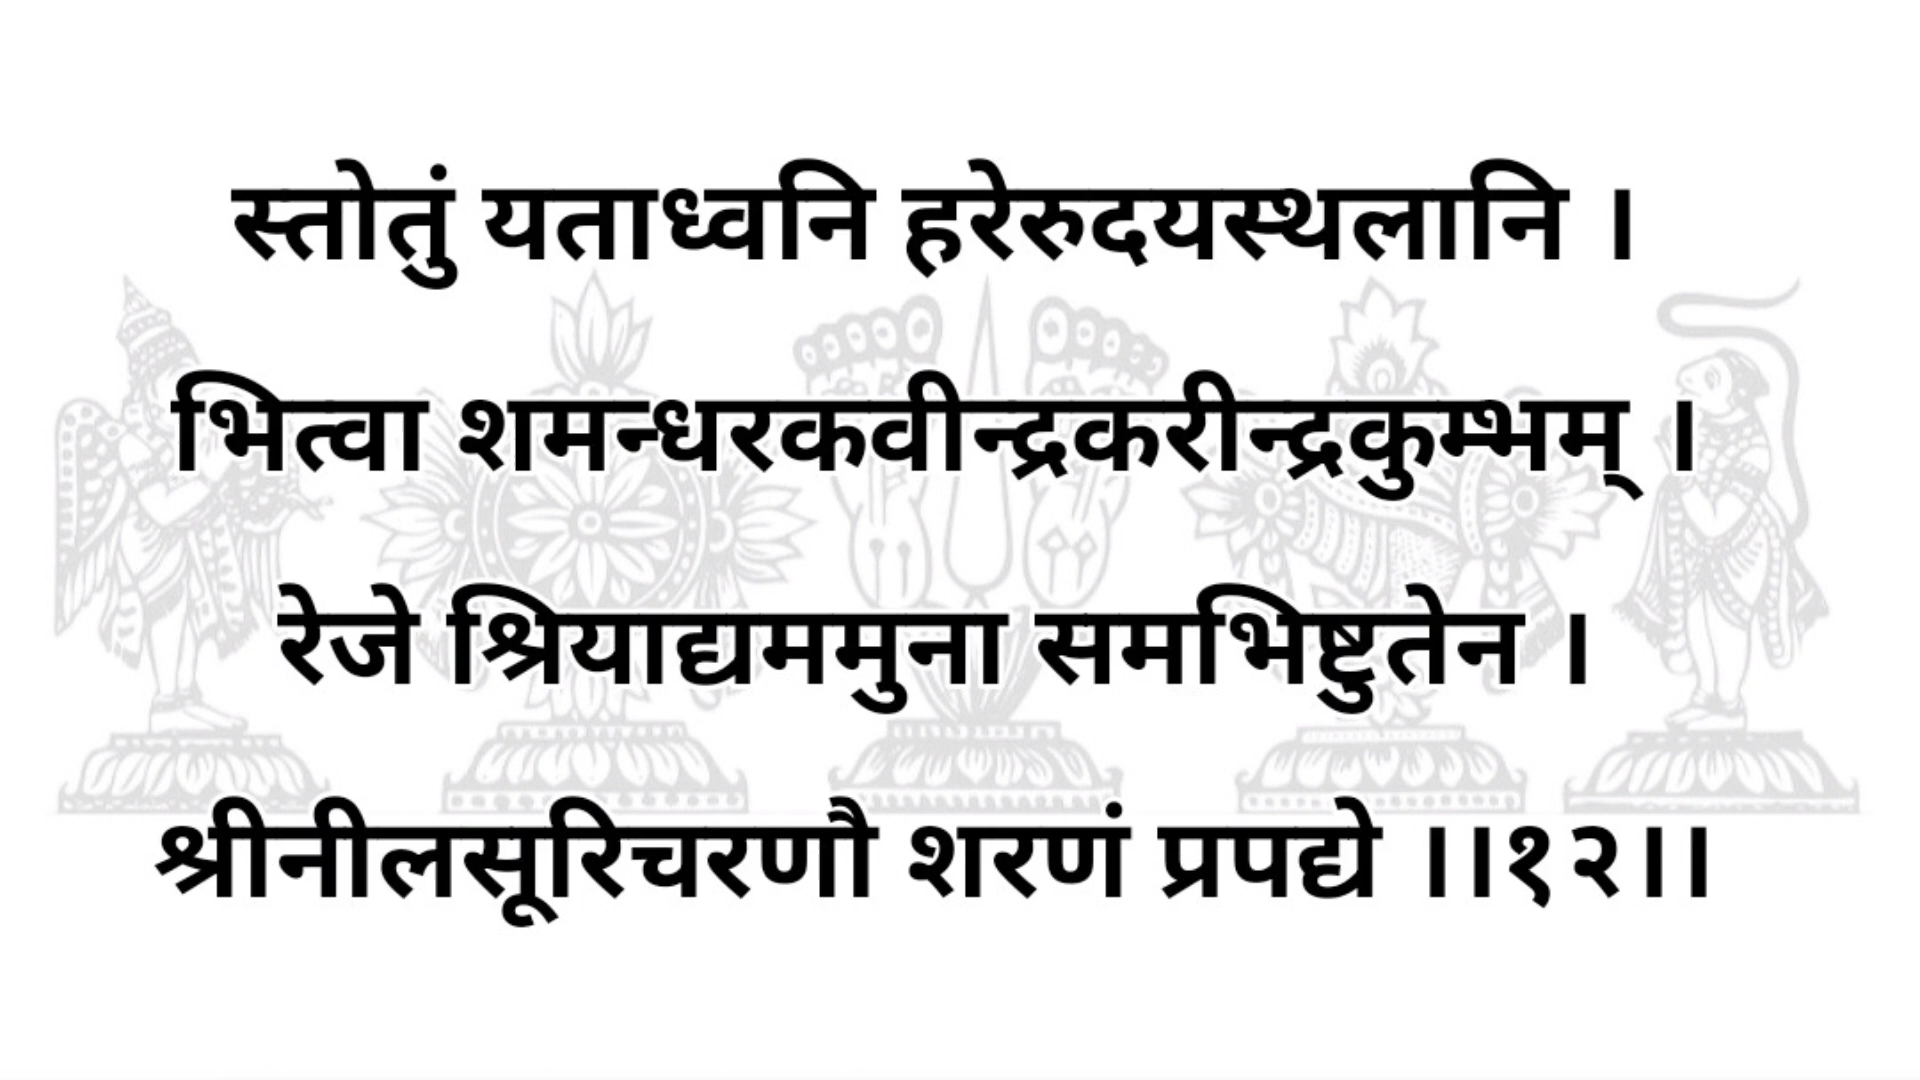 स्तोतुं यताध्वनि हरेरुदयस्थलानि ।
भित्वा शमन्धरकवीन्द्रकरीन्द्रकुम्भम् ।
रेजे श्रियाद्यममुना समभिष्टुतेन ।
श्रीनीलसूरिचरणौ शरणं प्रपद्ये ।।१२।।